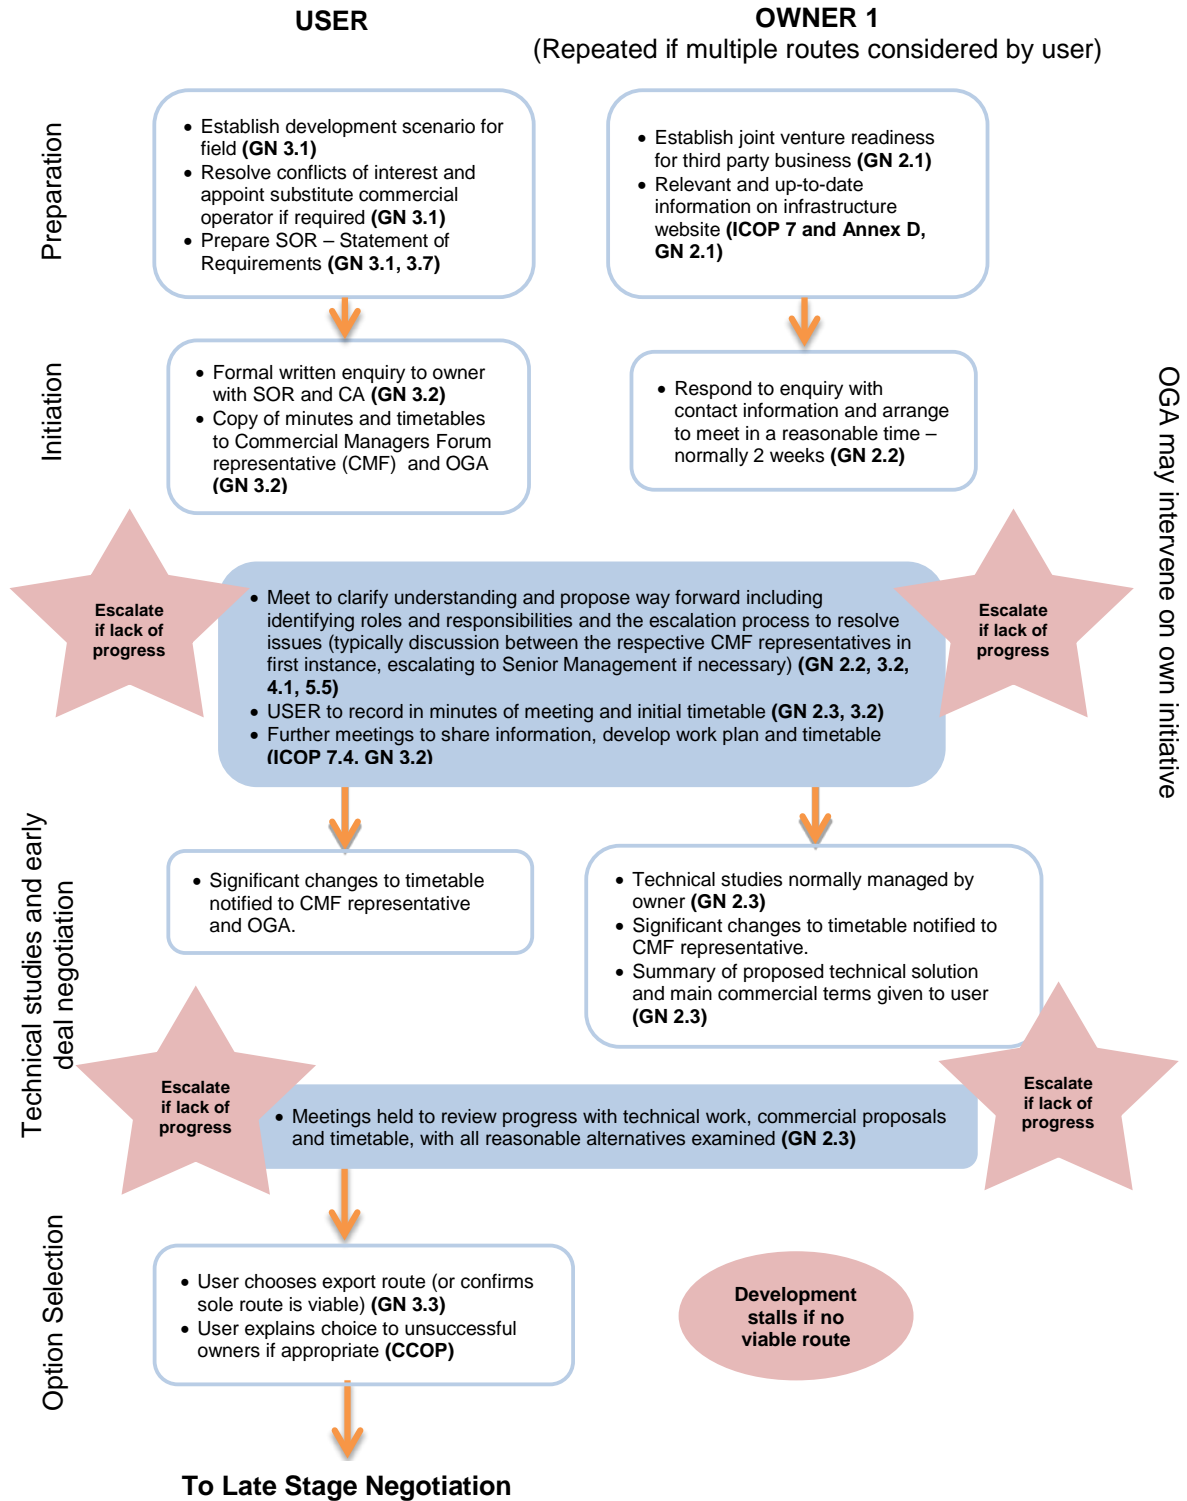 USER
OWNER 1
(Repeated if multiple routes considered by user)
Preparation
• Establish development scenario for
field (GN 3.1)
• Resolve conflicts of interest and
appoint substitute commercial
operator if required (GN 3.1)
• Prepare SOR – Statement of
Requirements (GN 3.1, 3.7)
• Establish joint venture readiness
for third party business (GN 2.1)
• Relevant and up-to-date
information on infrastructure
website (ICOP 7 and Annex D,
GN 2.1)
Initiation
• Formal written enquiry to owner
with SOR and CA (GN 3.2)
• Copy of minutes and timetables
to Commercial Managers Forum
representative (CMF) and OGA
(GN 3.2)
• Respond to enquiry with
contact information and arrange
to meet in a reasonable time –
normally 2 weeks (GN 2.2)
OGA may intervene on own initiative
Escalate
if lack of
progress
• Meet to clarify understanding and propose way forward including
identifying roles and responsibilities and the escalation process to resolve
issues (typically discussion between the respective CMF representatives in
first instance, escalating to Senior Management if necessary) (GN 2.2, 3.2,
4.1, 5.5)
• USER to record in minutes of meeting and initial timetable (GN 2.3, 3.2)
• Further meetings to share information, develop work plan and timetable
(ICOP 7.4, GN 3.2)
Escalate
if lack of
progress
Technical studies and early
deal negotiation
• Significant changes to timetable
notified to CMF representative
and OGA.
• Technical studies normally managed by
owner (GN 2.3)
• Significant changes to timetable notified to
CMF representative.
• Summary of proposed technical solution
and main commercial terms given to user
(GN 2.3)
Escalate
if lack of
progress
• Meetings held to review progress with technical work, commercial proposals
and timetable, with all reasonable alternatives examined (GN 2.3)
Escalate
if lack of
progress
Option Selection
• User chooses export route (or confirms
sole route is viable) (GN 3.3)
• User explains choice to unsuccessful
owners if appropriate (CCOP)
Development
stalls if no
viable route
To Late Stage Negotiation